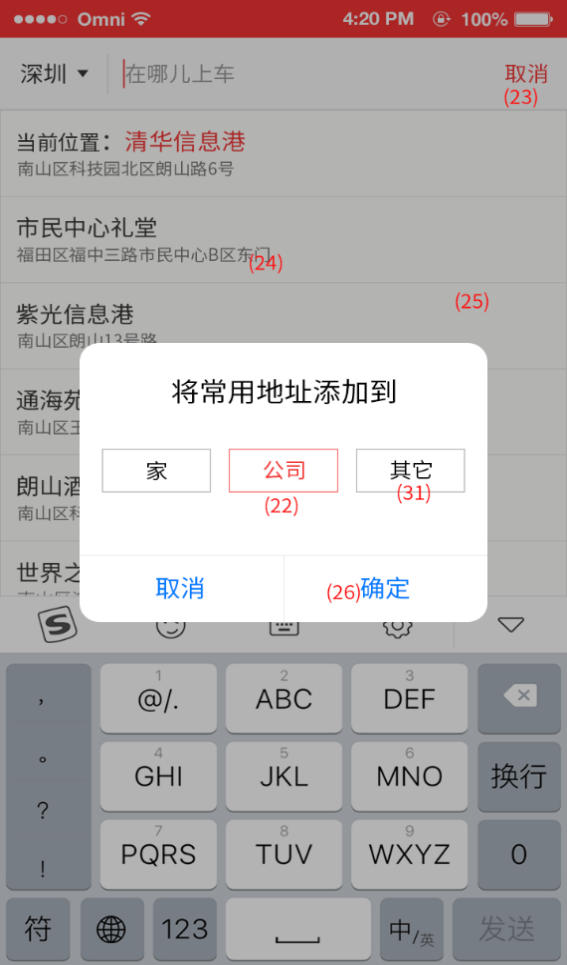 Omni 4:20 PM 100%
深圳 在哪儿上车 取消
(23)
当前位置：清华信息港
南山区科技园北区朗山路6号
市民中心礼堂
福田区福中三路市民中心B区东门
(24)
紫光信息港 (25)
南山区朗山13号路
通海苑
南山区
朗山酒
南山区科
世界之
将常用地址添加到
家 公司 其它
(22) (31)
取消 (26)确定
， 1 @/. 2 ABC 3 DEF
。 4 GHI 5 JKL 6 MNO 换行
? 7 PQRS 8 TUV 9 WXYZ 0
!
符 123 中/英 发送